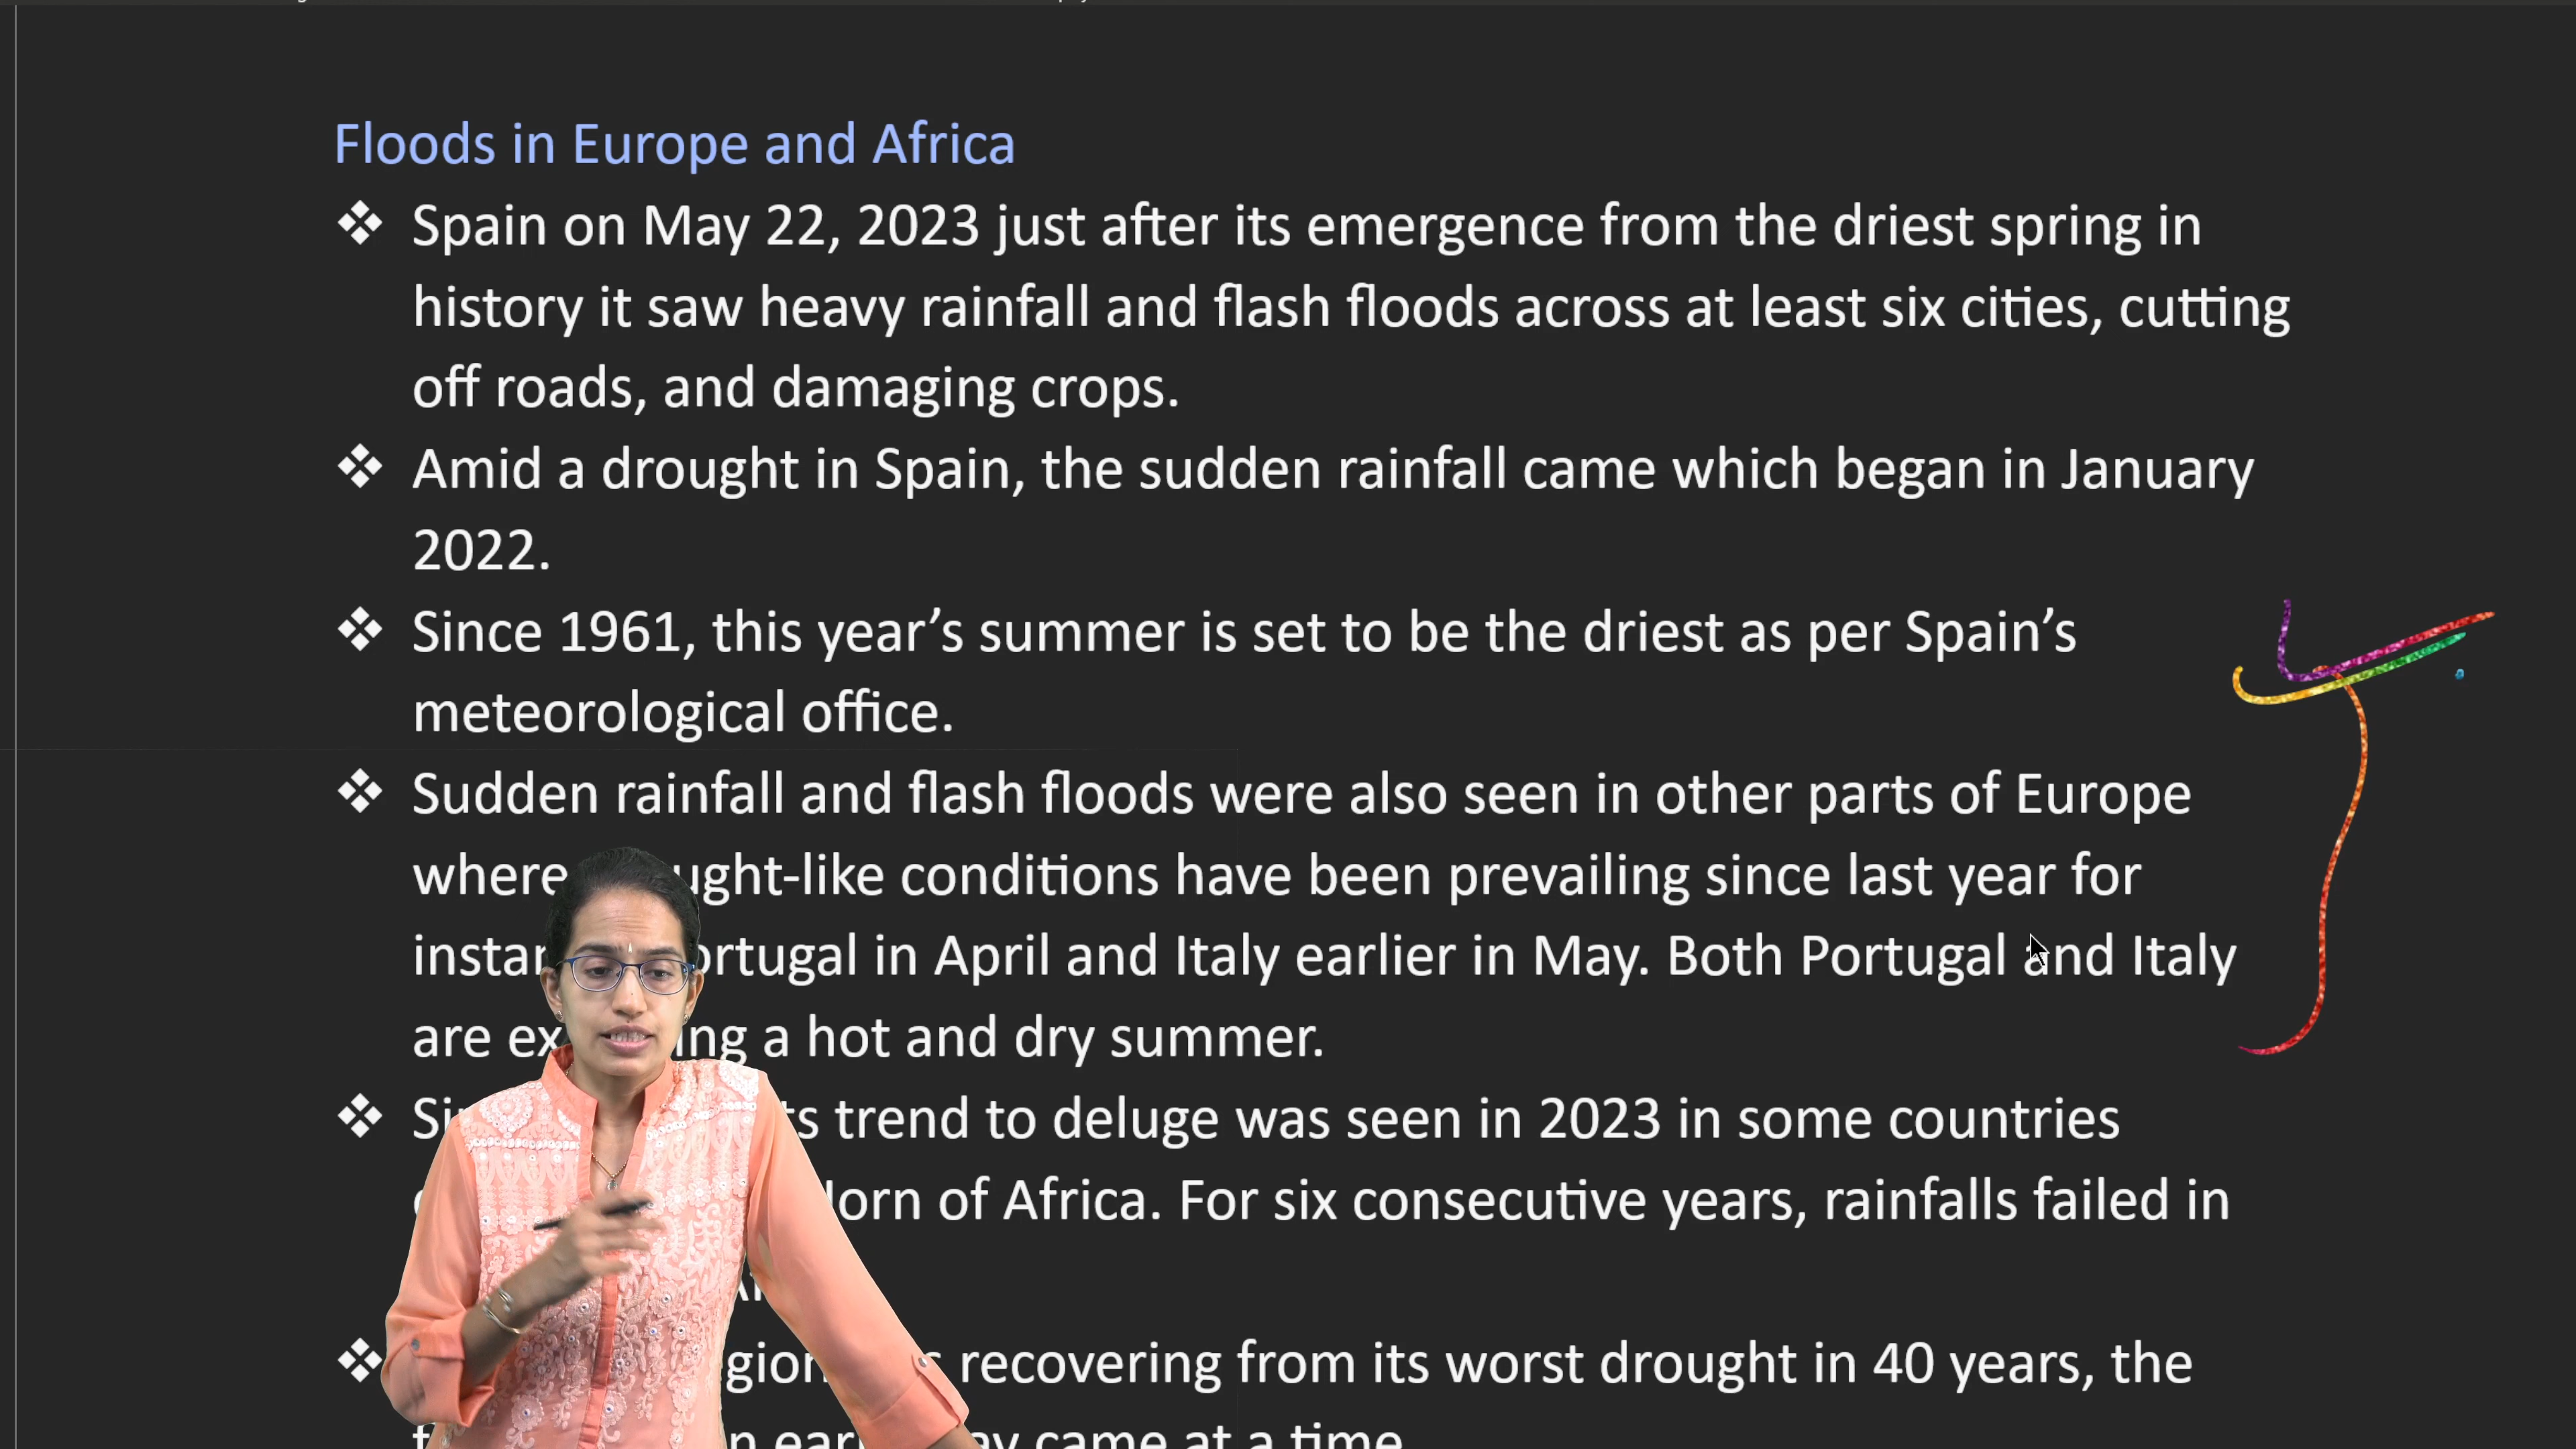 Floods in Europe and Africa
❖ Spain on May 22, 2023 just after its emergence from the driest spring in
history it saw heavy rainfall and flash floods across at least six cities, cutting
off roads, and damaging crops.
❖ Amid a drought in Spain, the sudden rainfall came which began in January
2022.
❖ Since 1961, this year’s summer is set to be the driest as per Spain’s
meteorological office.
❖ Sudden rainfall and flash floods were also seen in other parts of Europe
where ught-like conditions have been prevailing since last year for
instan ortugal in April and Italy earlier in May. Both Portugal and Italy
are ex ng a hot and dry summer.
❖ trend to deluge was seen in 2023 in some countries
Horn of Africa. For six consecutive years, rainfalls failed in
❖ recovering from its worst drought in 40 years, the
came at a time